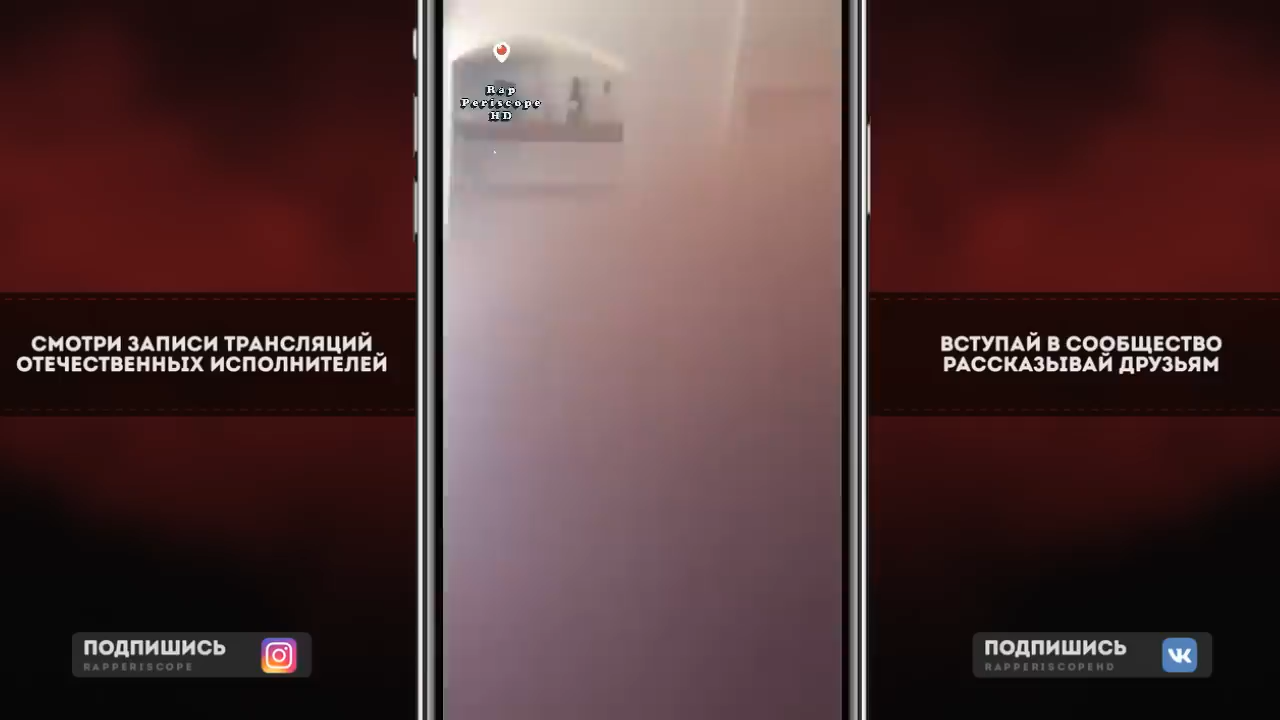 Rap
Periscope
HD
СМОТРИ ЗАПИСИ ТРАНСЛЯЦИЙ
ОТЕЧЕСТВЕННЫХ ИСПОЛНИТЕЛЕЙ
ВСТУПАЙ В СООБЩЕСТВО
РАССКАЗЫВАЙ ДРУЗЬЯМ
ПОДПИШИСЬ
RAPPERISCOPE
ПОДПИШИСЬ
RAPPERISCOPEHD